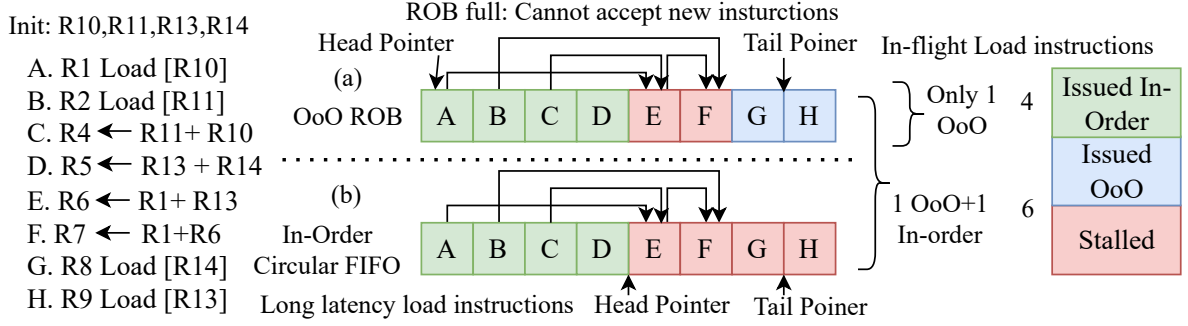 Init: R10,R11,R13,R14
A. R1 Load [R10]
B. R2 Load [R11]
C. R4 ← R11+ R10
D. R5 ← R13 + R14
E. R6 ← R1+ R13
F. R7 ← R1+R6
G. R8 Load [R14]
H. R9 Load [R13]
ROB full: Cannot accept new insturctions
Head Pointer
Tail Poiner
(a)
OoO ROB
A B C D E F G H
(b)
In-Order
Circular FIFO
A B C D E F G H
Long latency load instructions
Head Pointer
Tail Poiner
In-flight Load instructions
Only 1
OoO
4
1 OoO+1
In-order
6
Issued In-
Order
Issued
OoO
Stalled